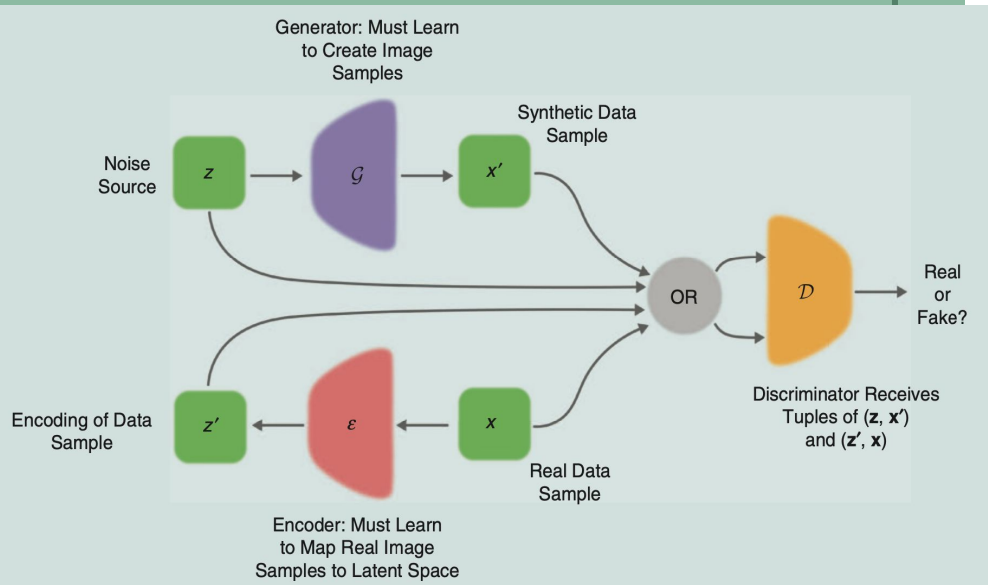 Generator: Must Learn
to Create Image
Samples
Synthetic Data
Sample
Noise
Source
z
𝒢
x′
OR
𝒟
Real
or
Fake?
Encoding of Data
Sample
z′
ε
x
Real Data
Sample
Discriminator Receives
Tuples of (z, x′)
and (z′, x)
Encoder: Must Learn
to Map Real Image
Samples to Latent Space